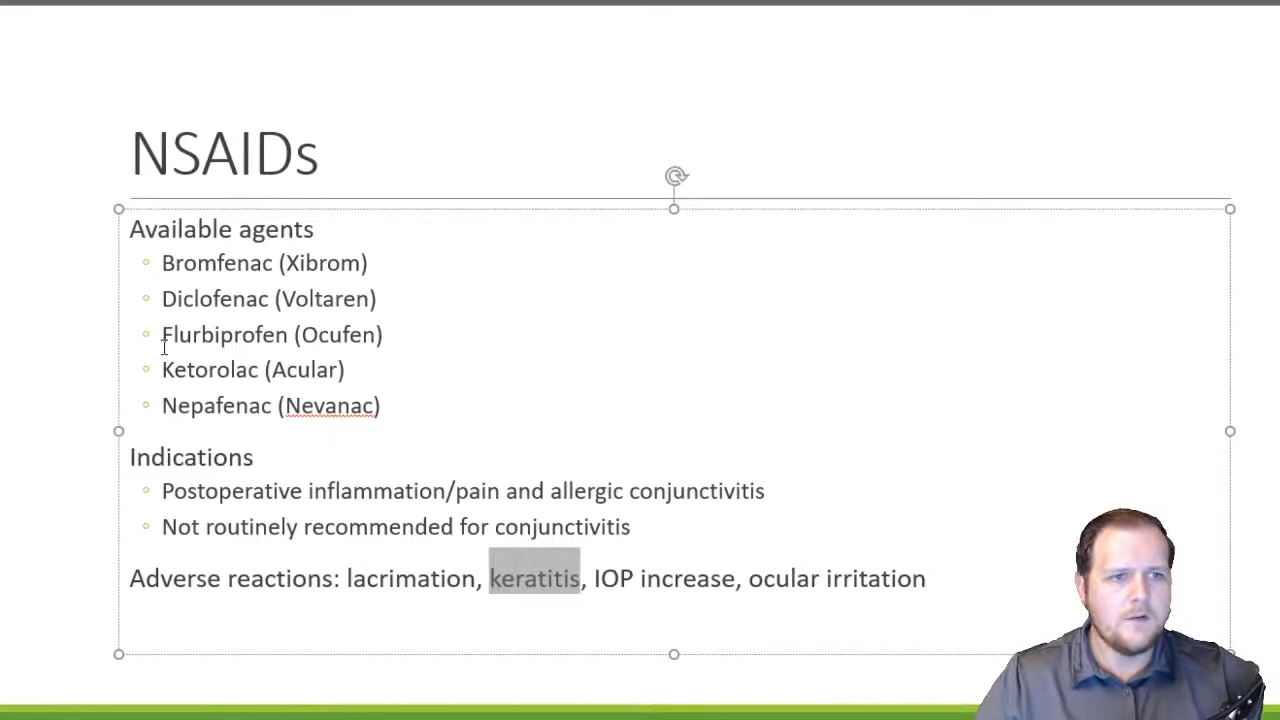 NSAIDs
Available agents
Bromfenac (Xibrom)
Diclofenac (Voltaren)
Flurbiprofen (Ocufen)
Ketorolac (Acular)
Nepafenac (Nevanac)
Indications
Postoperative inflammation/pain and allergic conjunctivitis
Not routinely recommended for conjunctivitis
Adverse reactions: lacrimation, keratitis, IOP increase, ocular irritation